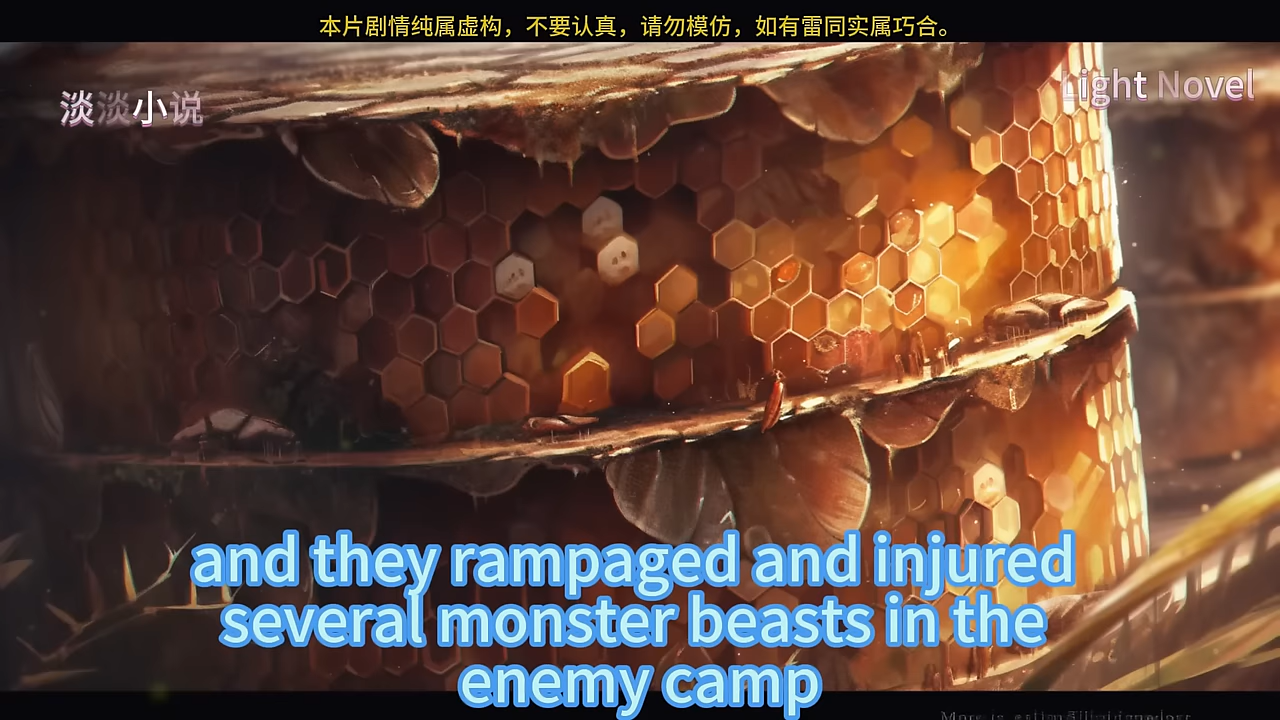 本片剧情纯属虚构，不要认真，请勿模仿，如有雷同实属巧合。
淡淡小说
Light Novel
and they rampaged and injured
several monster beasts in the
enemy camp